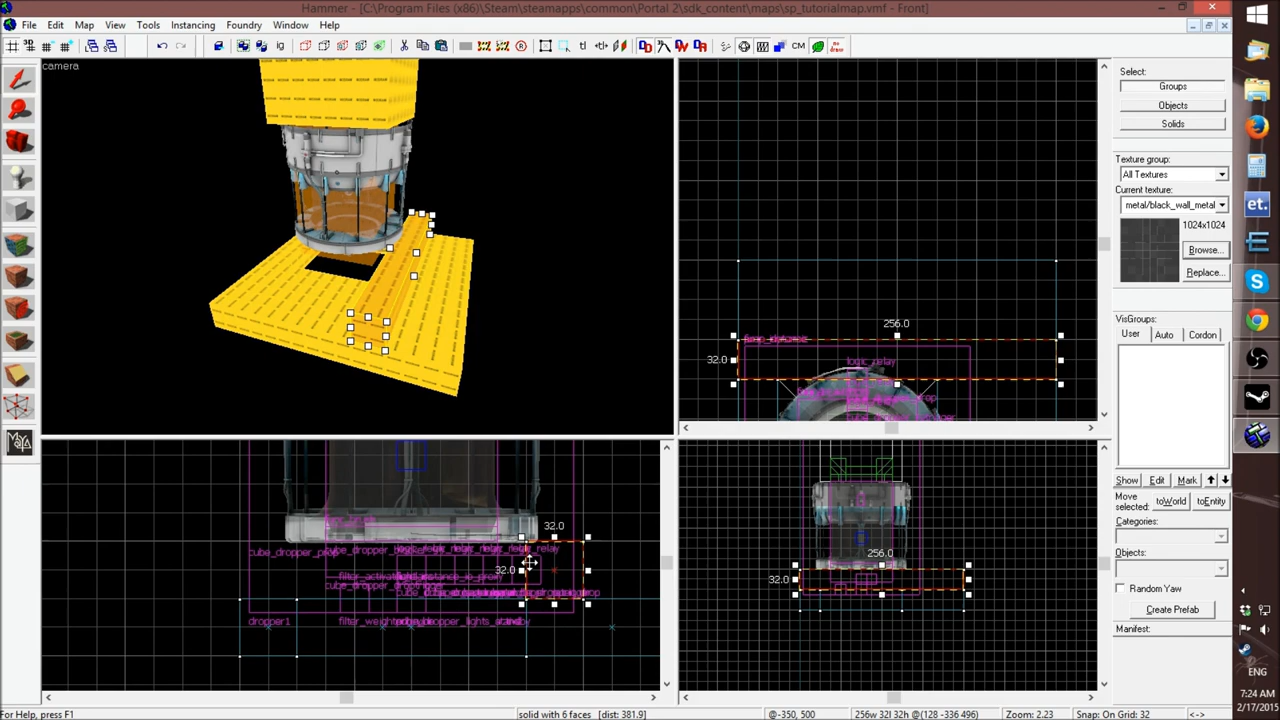 Hammer - [C:\Program Files (x86)\Steam\steamapps\common\Portal 2\sdk_content\maps\sp_tutorialmap.vmf - Front]
File Edit Map View Tools Instancing Foundry Window Help
camera
256.0
32.0
logic_relay
32.0
32.0
cube_dropper_prop
dropper1
256.0
32.0
Select:
Groups
Objects
Solids
Texture group:
All Textures
Current texture:
metal/black_wall_metal
1024x1024
Browse...
Replace...
VisGroups:
User Auto Cordon
Show Edit Mark
Move selected: toWorld toEntity
Categories:
Objects:
Random Yaw
Create Prefab
Manifest:
et.
ENG
7:24 AM
2/17/2015
For Help, press F1
solid with 6 faces [dist: 381.9]
@-350, 500
256w 32l 32h @(128 -336 496)
Zoom: 2.23
Snap: On Grid: 32
<->